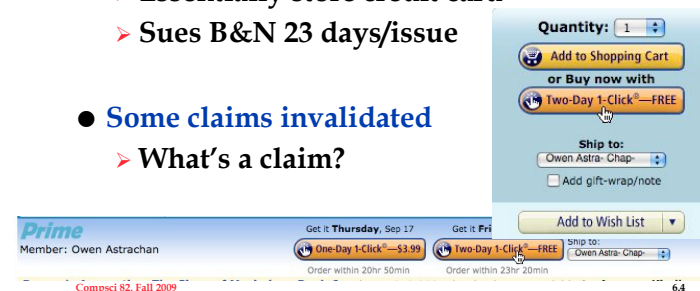 ➢ Sues B&N 23 days/issue
● Some claims invalidated
➢ What's a claim?
Quantity: 1
Add to Shopping Cart
or Buy now with
Two-Day 1-Click®—FREE
Ship to:
Owen Astra- Chap-
Add gift-wrap/note
Add to Wish List
Prime
Member: Owen Astrachan
Get it Thursday, Sep 17
One-Day 1-Click®—$3.99
Order within 20hr 50min
Get it Fri
Two-Day 1-Click®—FREE
Order within 23hr 20min
Ship to:
Owen Astra- Chap-
Compsci 82, Fall 2009
6.4